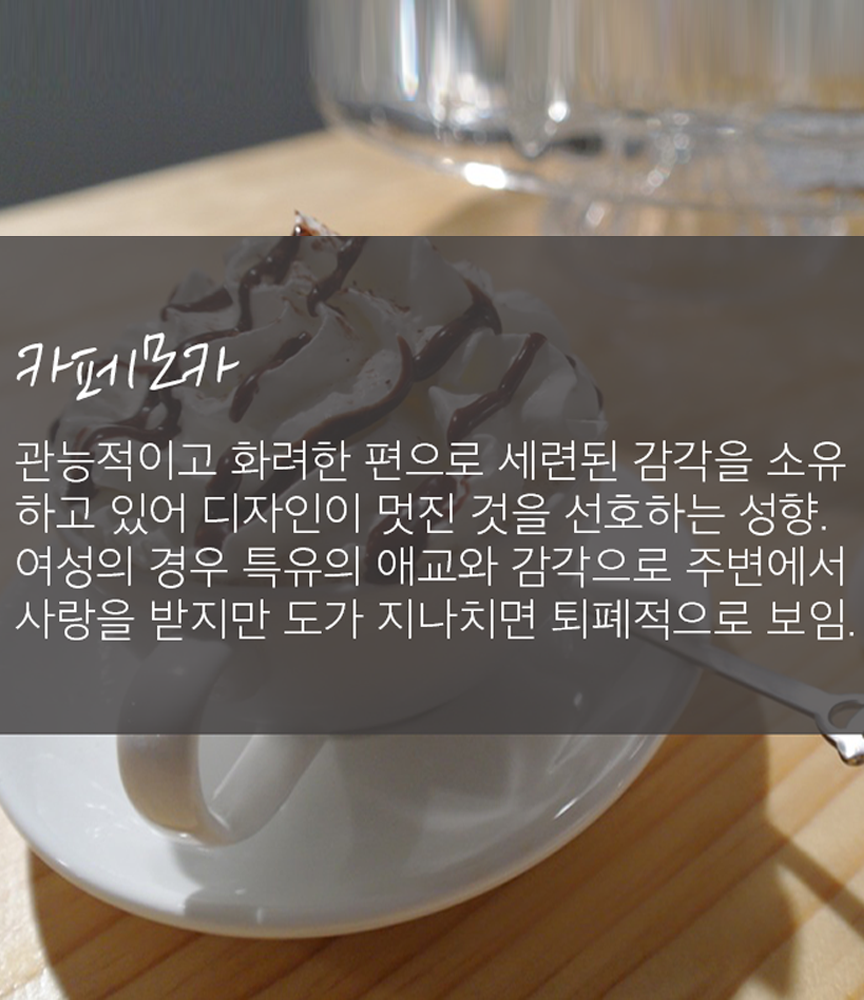 카페모카
관능적이고 화려한 편으로 세련된 감각을 소유
하고 있어 디자인이 멋진 것을 선호하는 성향.
여성의 경우 특유의 애교와 감각으로 주변에서
사랑을 받지만 도가 지나치면 퇴폐적으로 보임.